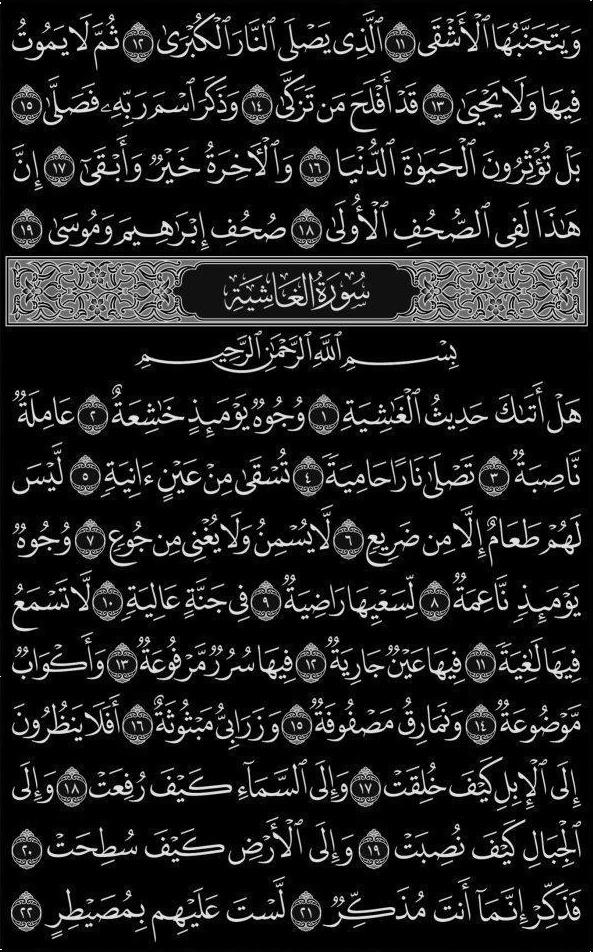 وَيَتَجَنَّبُهَا ٱلْأَشْقَى ١١ ٱلَّذِى يَصْلَى ٱلنَّارَ ٱلْكُبْرَىٰ ١٢ ثُمَّ لَا يَمُوتُ
فِيهَا وَلَا يَحْيَىٰ ١٣ قَدْ أَفْلَحَ مَن تَزَكَّىٰ ١٤ وَذَكَرَ ٱسْمَ رَبِّهِۦ فَصَلَّىٰ ١٥
بَلْ تُؤْثِرُونَ ٱلْحَيَوٰةَ ٱلدُّنْيَا ١٦ وَٱلْـَٔاخِرَةُ خَيْرٌ وَأَبْقَىٰٓ ١٧ إِنَّ
هَـٰذَا لَفِى ٱلصُّحُفِ ٱلْأُولَىٰ ١٨ صُحُفِ إِبْرَٰهِيمَ وَمُوسَىٰ ١٩
سُورَةُ الغَاشِيَةِ
بِسْمِ ٱللَّهِ ٱلرَّحْمَـٰنِ ٱلرَّحِيمِ
هَلْ أَتَىٰكَ حَدِيثُ ٱلْغَـٰشِيَةِ ١ وُجُوهٌ يَوْمَئِذٍ خَـٰشِعَةٌ ٢ عَامِلَةٌ
نَّاصِبَةٌ ٣ تَصْلَىٰ نَارًا حَامِيَةً ٤ تُسْقَىٰ مِنْ عَيْنٍ ءَانِيَةٍ ٥ لَّيْسَ
لَهُمْ طَعَامٌ إِلَّا مِن ضَرِيعٍ ٦ لَّا يُسْمِنُ وَلَا يُغْنِى مِن جُوعٍ ٧ وُجُوهٌ
يَوْمَئِذٍ نَّاعِمَةٌ ٨ لِّسَعْيِهَا رَاضِيَةٌ ٩ فِى جَنَّةٍ عَالِيَةٍ ١٠ لَّا تَسْمَعُ
فِيهَا لَـٰغِيَةً ١١ فِيهَا عَيْنٌ جَارِيَةٌ ١٢ فِيهَا سُرُرٌ مَّرْفُوعَةٌ ١٣ وَأَكْوَابٌ
مَّوْضُوعَةٌ ١٤ وَنَمَارِقُ مَصْفُوفَةٌ ١٥ وَزَرَابِىُّ مَبْثُوثَةٌ ١٦ أَفَلَا يَنظُرُونَ
إِلَى ٱلْإِبِلِ كَيْفَ خُلِقَتْ ١٧ وَإِلَى ٱلسَّمَآءِ كَيْفَ رُفِعَتْ ١٨ وَإِلَى
ٱلْجِبَالِ كَيْفَ نُصِبَتْ ١٩ وَإِلَى ٱلْأَرْضِ كَيْفَ سُطِحَتْ ٢٠
فَذَكِّرْ إِنَّمَآ أَنتَ مُذَكِّرٌ ٢١ لَّسْتَ عَلَيْهِم بِمُصَيْطِرٍ ٢٢